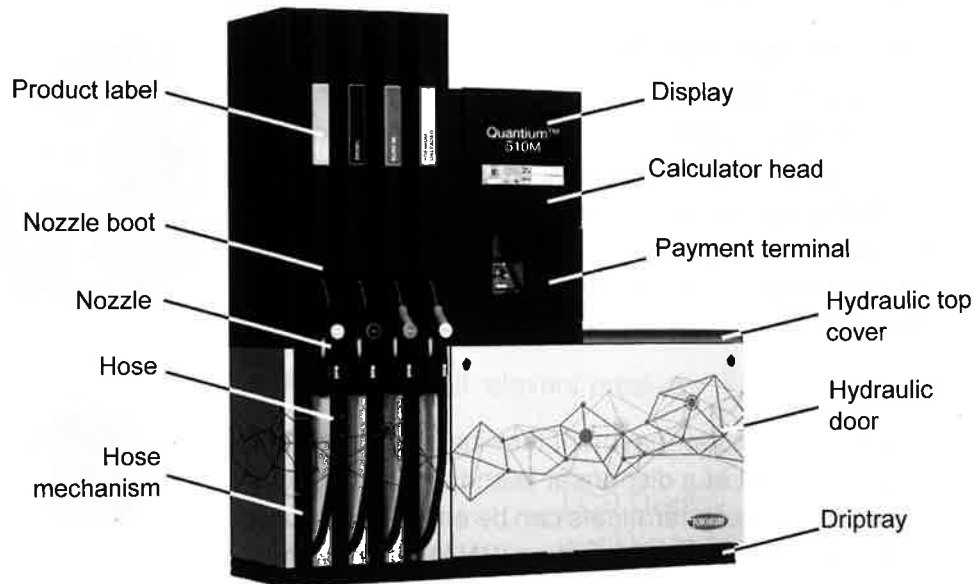 Product label
Nozzle boot
Nozzle
Hose
Hose
mechanism
Quantium™
510M
Display
Calculator head
Payment terminal
Hydraulic top
cover
Hydraulic
door
Driptray